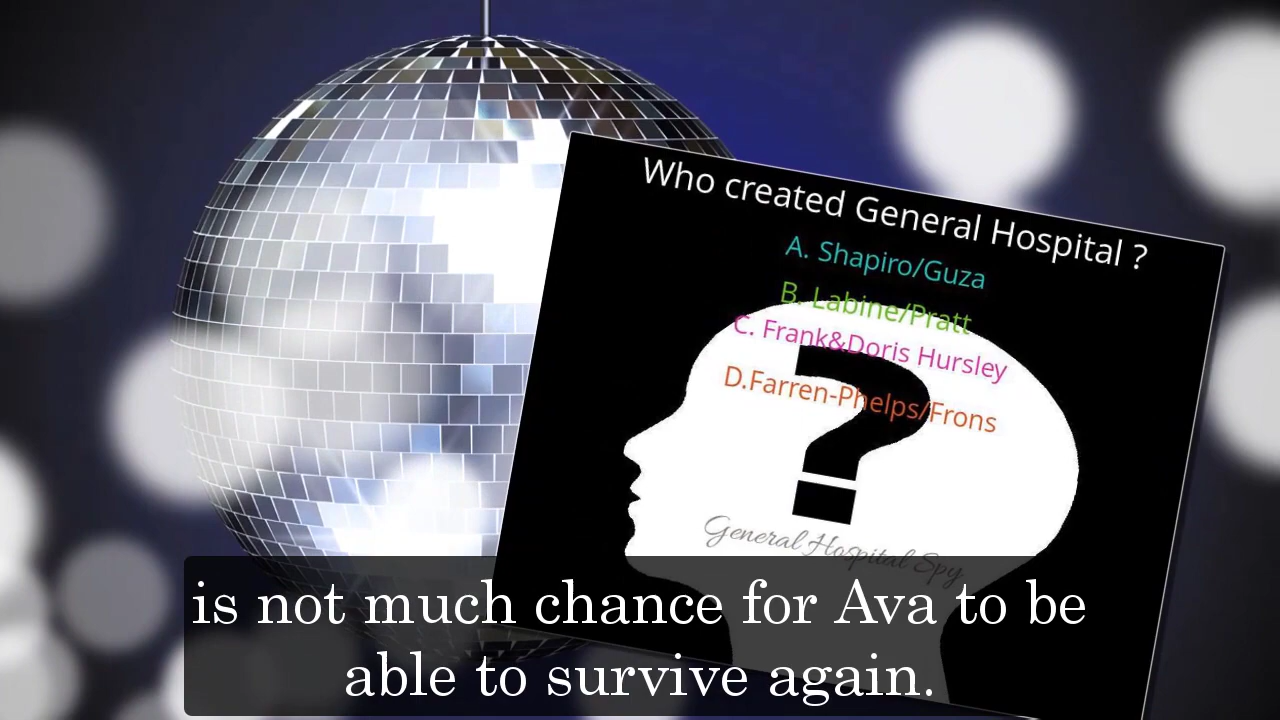 Who created General Hospital ?
A. Shapiro/Guza
B. Labine/Pratt
C. Frank&Doris Hursley
D.Farren-Phelps/Frons
?
General Hospital Spy
is not much chance for Ava to be
able to survive again.